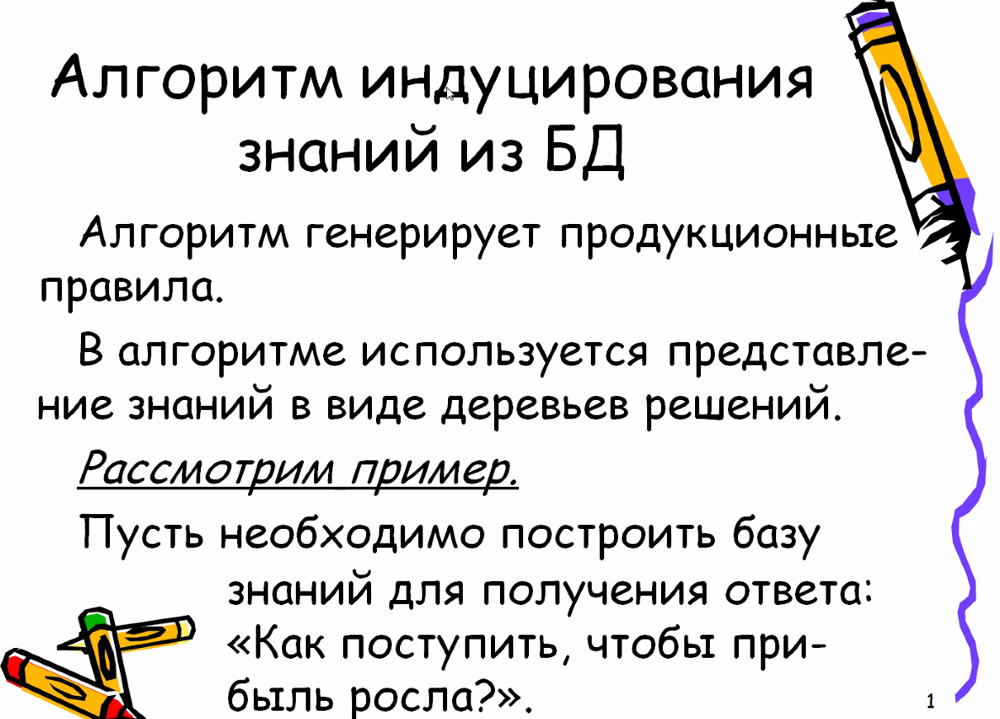 Алгоритм индуцирования
знаний из БД
Алгоритм генерирует продукционные
правила.
В алгоритме используется представле-
ние знаний в виде деревьев решений.
Рассмотрим пример.
Пусть необходимо построить базу
знаний для получения ответа:
«Как поступить, чтобы при-
быль росла?».
1